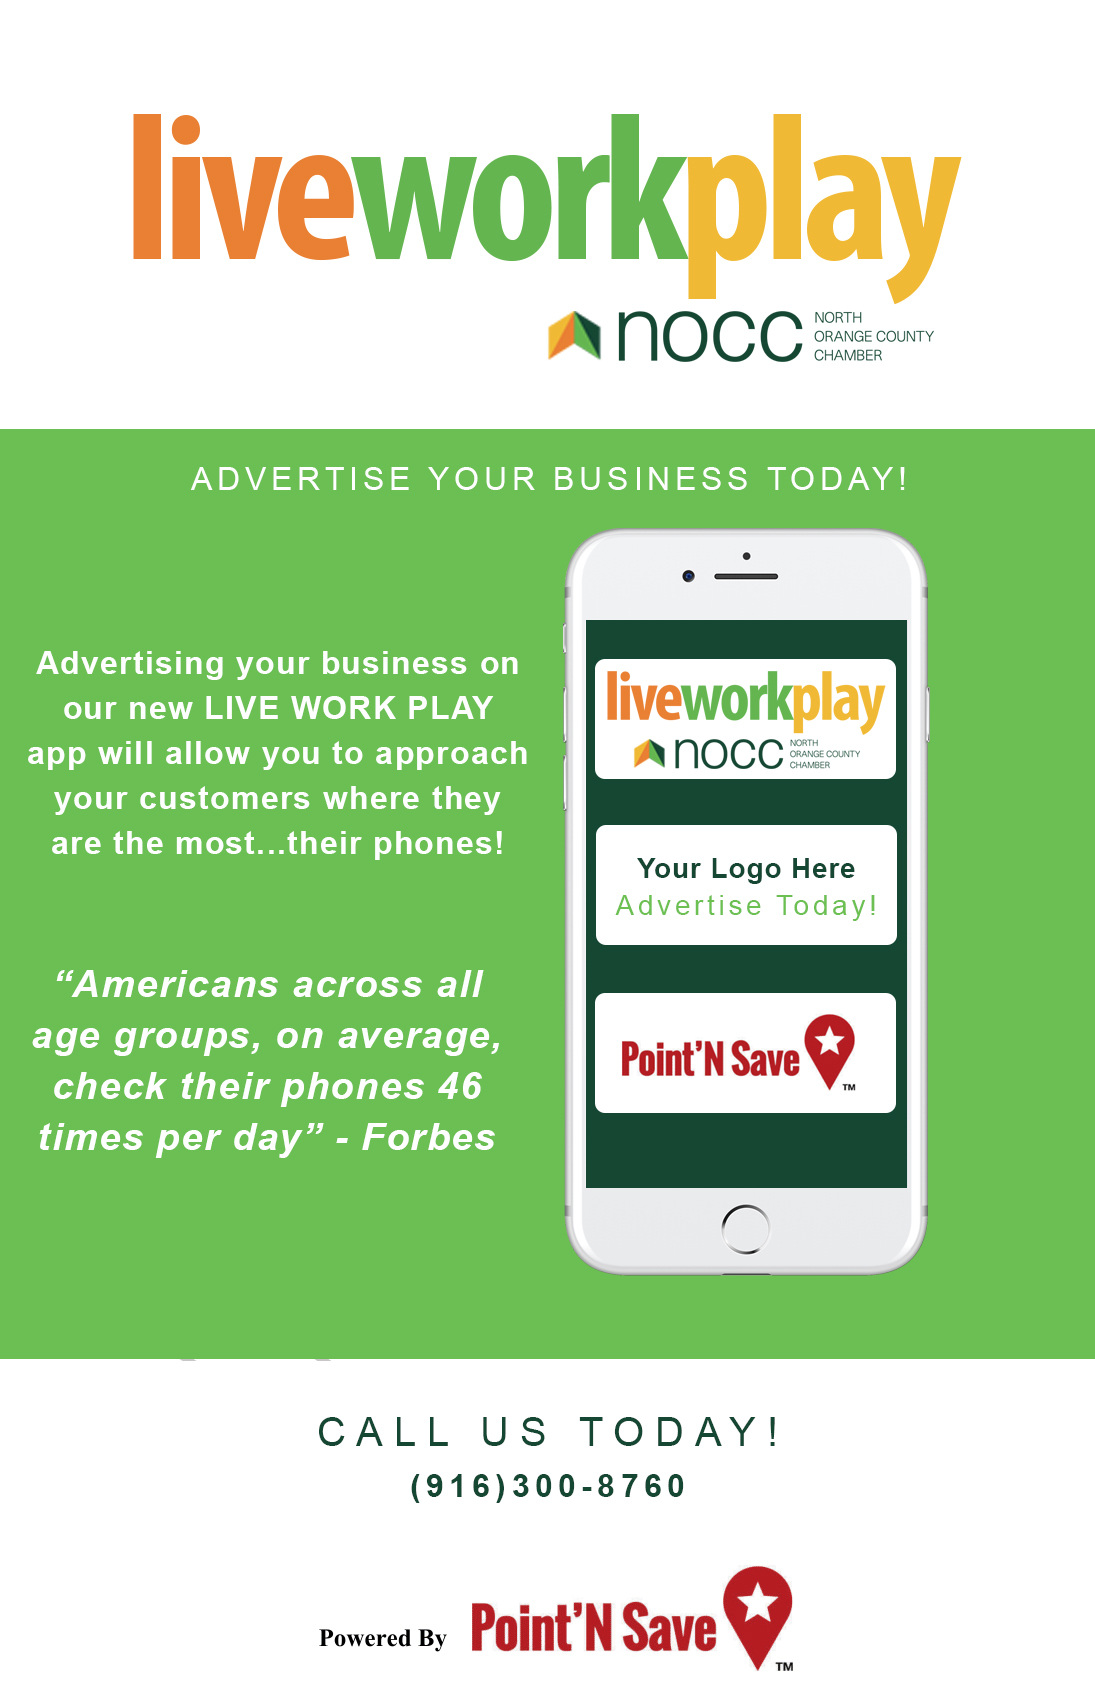 liveworkplay
nocc
NORTH
ORANGE COUNTY
CHAMBER
ADVERTISE YOUR BUSINESS TODAY!
Advertising your business on
our new LIVE WORK PLAY
app will allow you to approach
your customers where they
are the most...their phones!
“Americans across all
age groups, on average,
check their phones 46
times per day” - Forbes
liveworkplay
nocc
NORTH
ORANGE COUNTY
CHAMBER
Your Logo Here
Advertise Today!
Point’N Save
TM
CALL US TODAY!
(916)300-8760
Powered By Point’N Save
TM